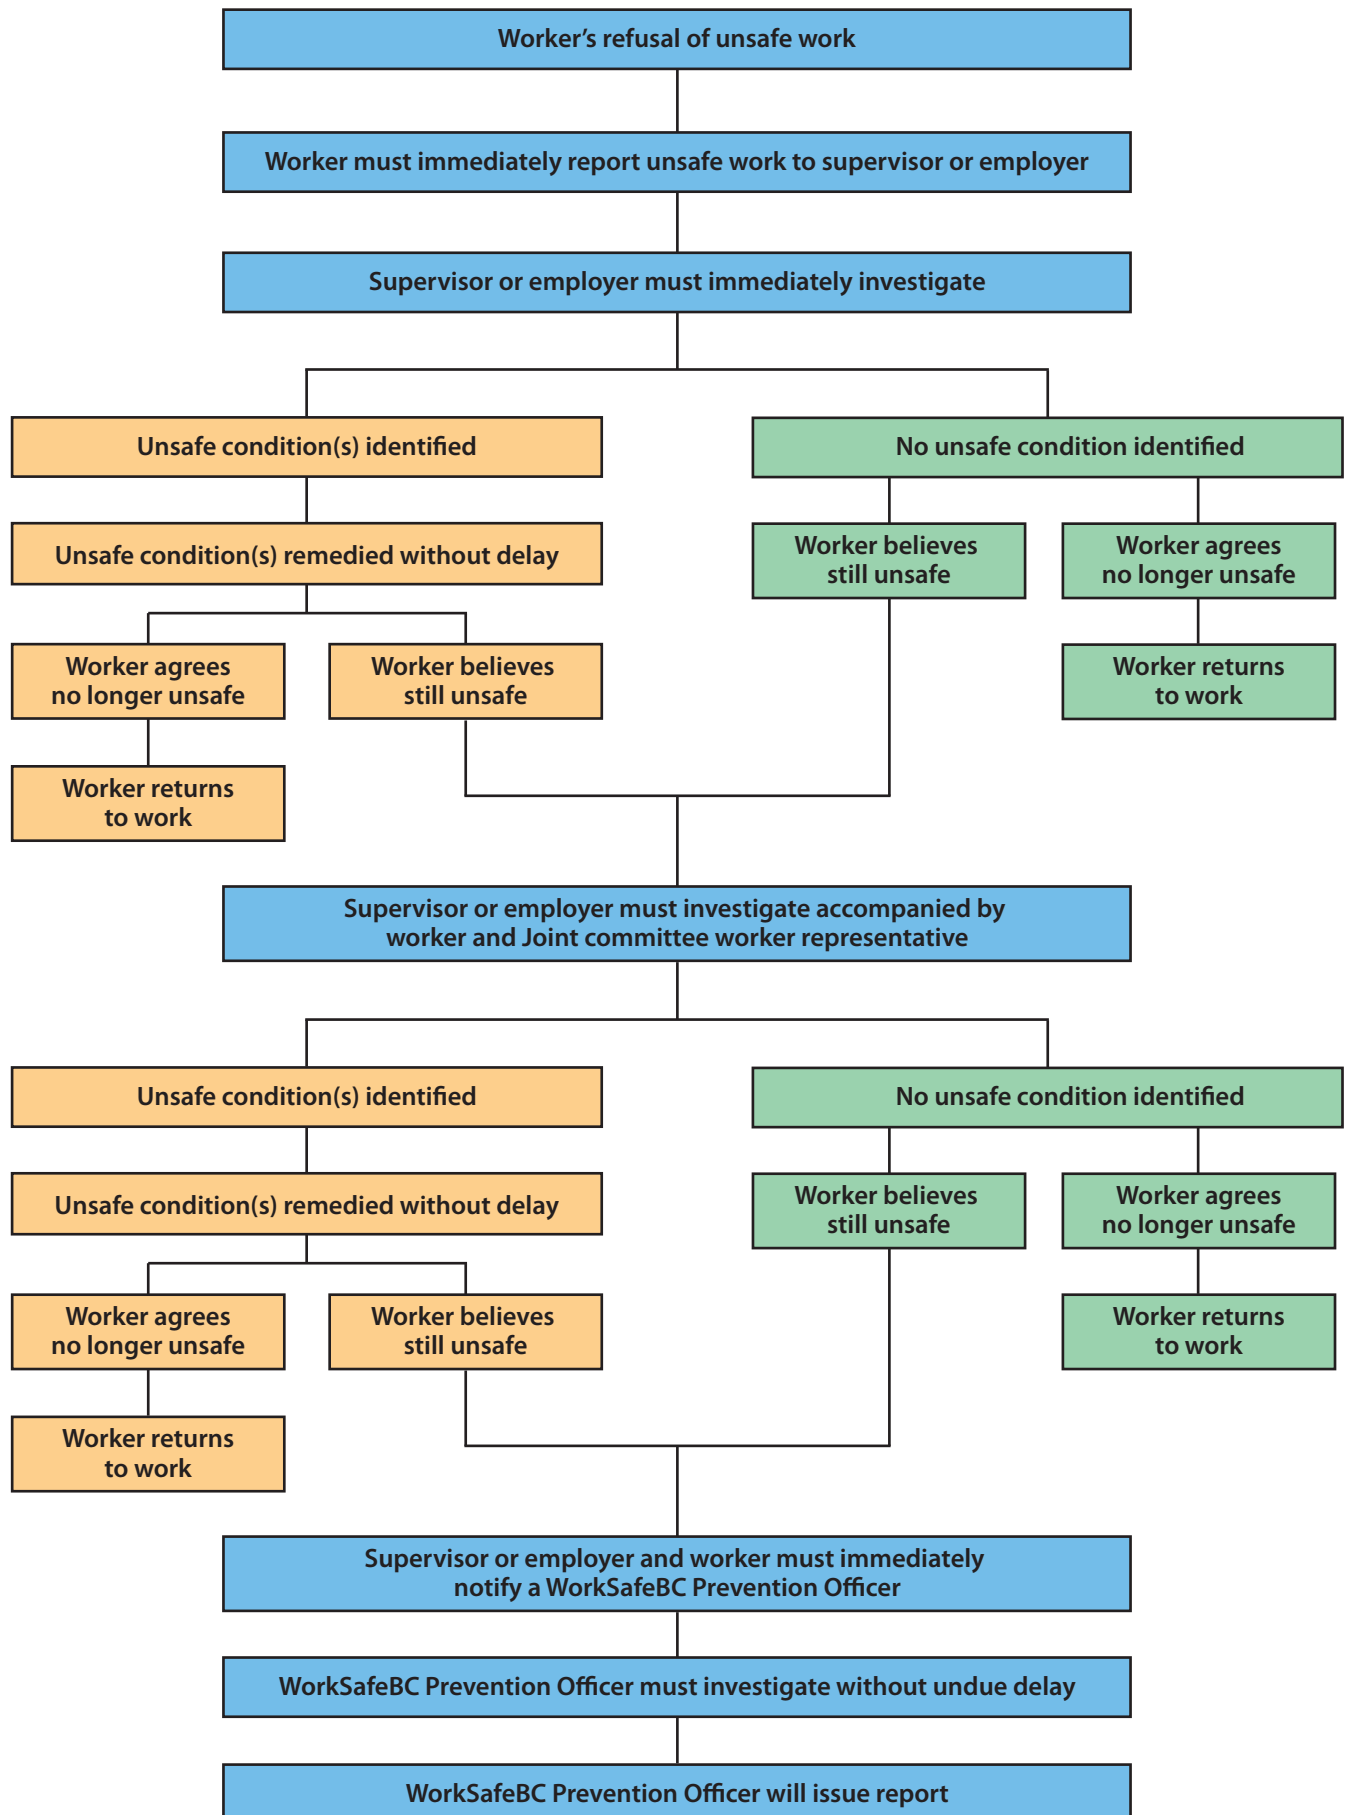 Worker’s refusal of unsafe work
Worker must immediately report unsafe work to supervisor or employer
Supervisor or employer must immediately investigate
Unsafe condition(s) identified
No unsafe condition identified
Unsafe condition(s) remedied without delay
Worker believes
still unsafe
Worker agrees
no longer unsafe
Worker agrees
no longer unsafe
Worker believes
still unsafe
Worker returns
to work
Worker returns
to work
Supervisor or employer must investigate accompanied by
worker and Joint committee worker representative
Unsafe condition(s) identified
No unsafe condition identified
Unsafe condition(s) remedied without delay
Worker believes
still unsafe
Worker agrees
no longer unsafe
Worker agrees
no longer unsafe
Worker believes
still unsafe
Worker returns
to work
Worker returns
to work
Supervisor or employer and worker must immediately
notify a WorkSafeBC Prevention Officer
WorkSafeBC Prevention Officer must investigate without undue delay
WorkSafeBC Prevention Officer will issue report